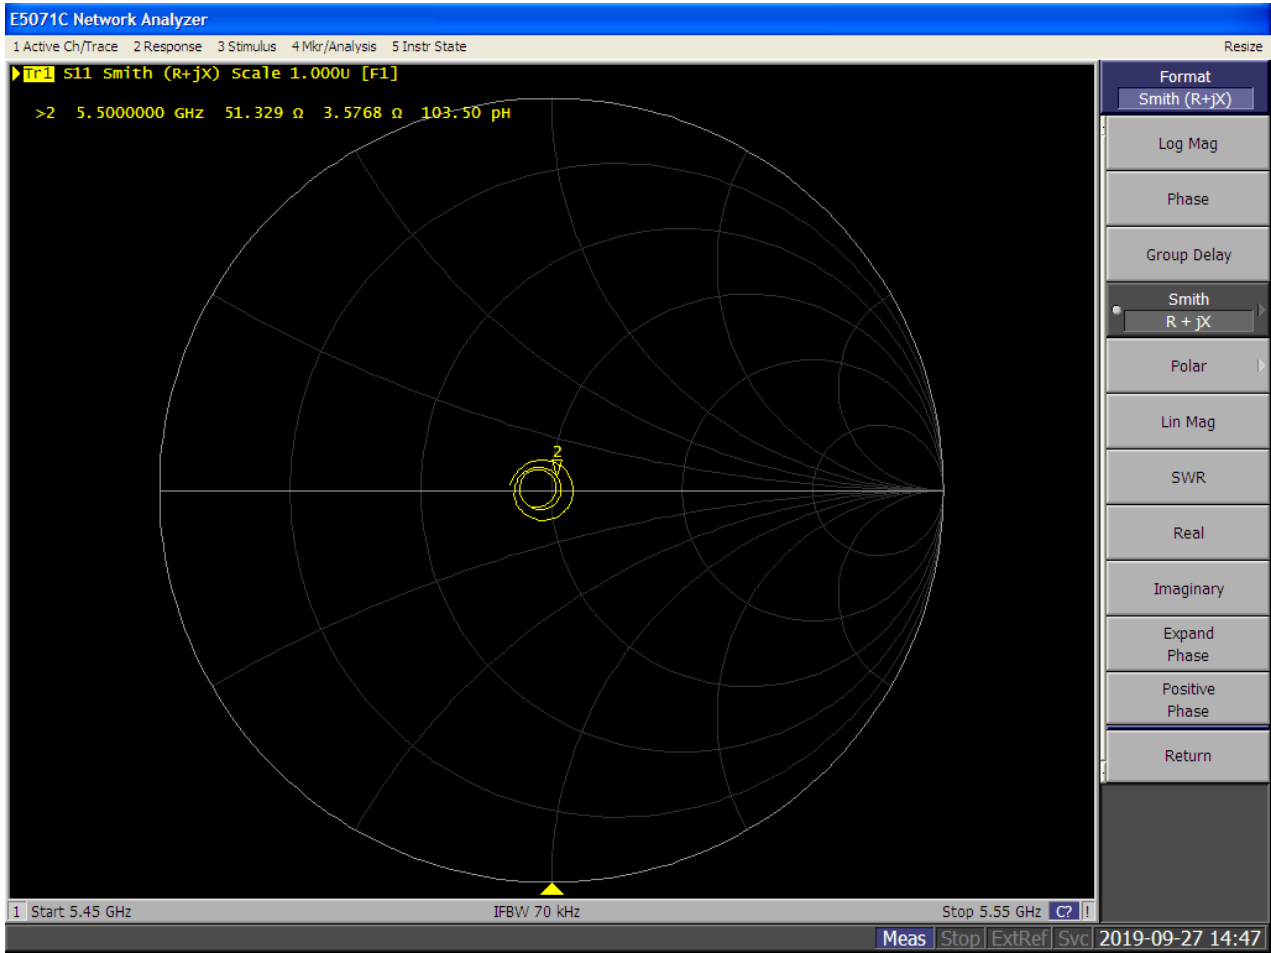 E5071C Network Analyzer
1 Active Ch/Trace 2 Response 3 Stimulus 4 Mkr/Analysis 5 Instr State Resize
Tr1 S11 Smith (R+jX) Scale 1.000U [F1]
>2 5.5000000 GHz 51.329 Ω 3.5768 Ω 103.50 pH
2
Format
Smith (R+jX)
Log Mag
Phase
Group Delay
Smith
R + jX
Polar
Lin Mag
SWR
Real
Imaginary
Expand
Phase
Positive
Phase
Return
1 Start 5.45 GHz IFBW 70 kHz Stop 5.55 GHz C? !
Meas Stop ExtRef Svc 2019-09-27 14:47